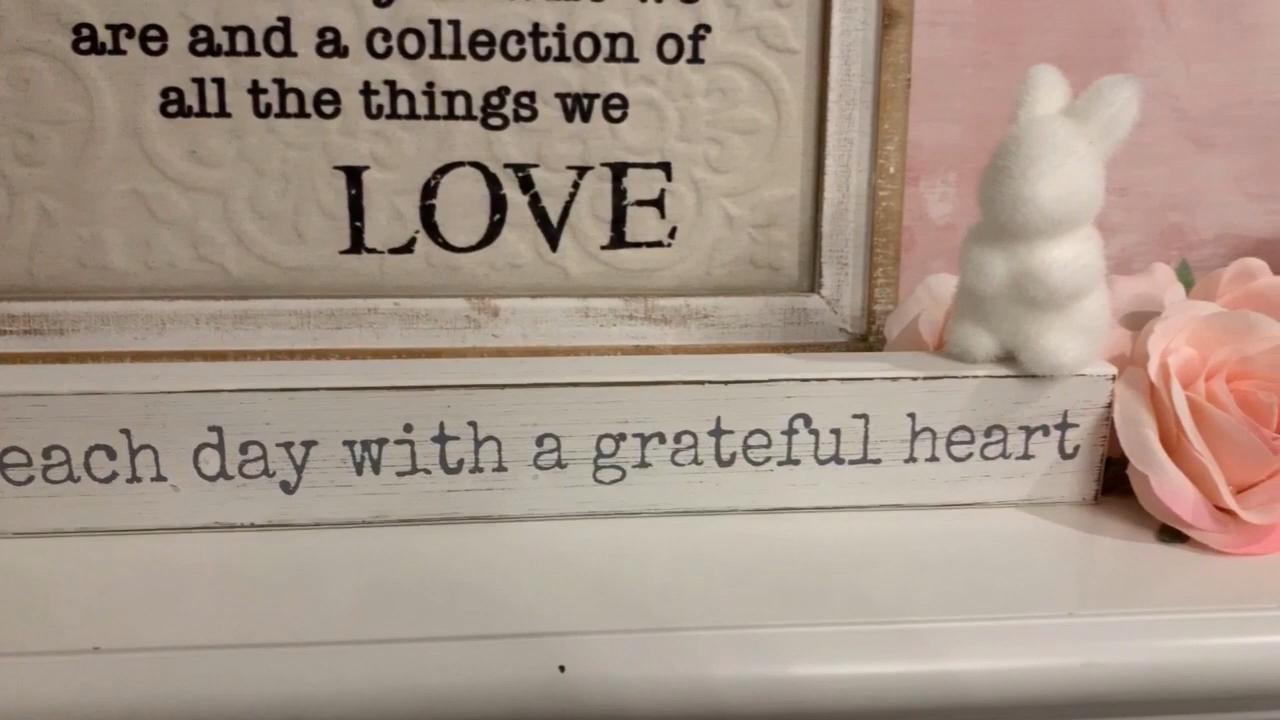 are and a collection of
all the things we
LOVE
each day with a grateful heart